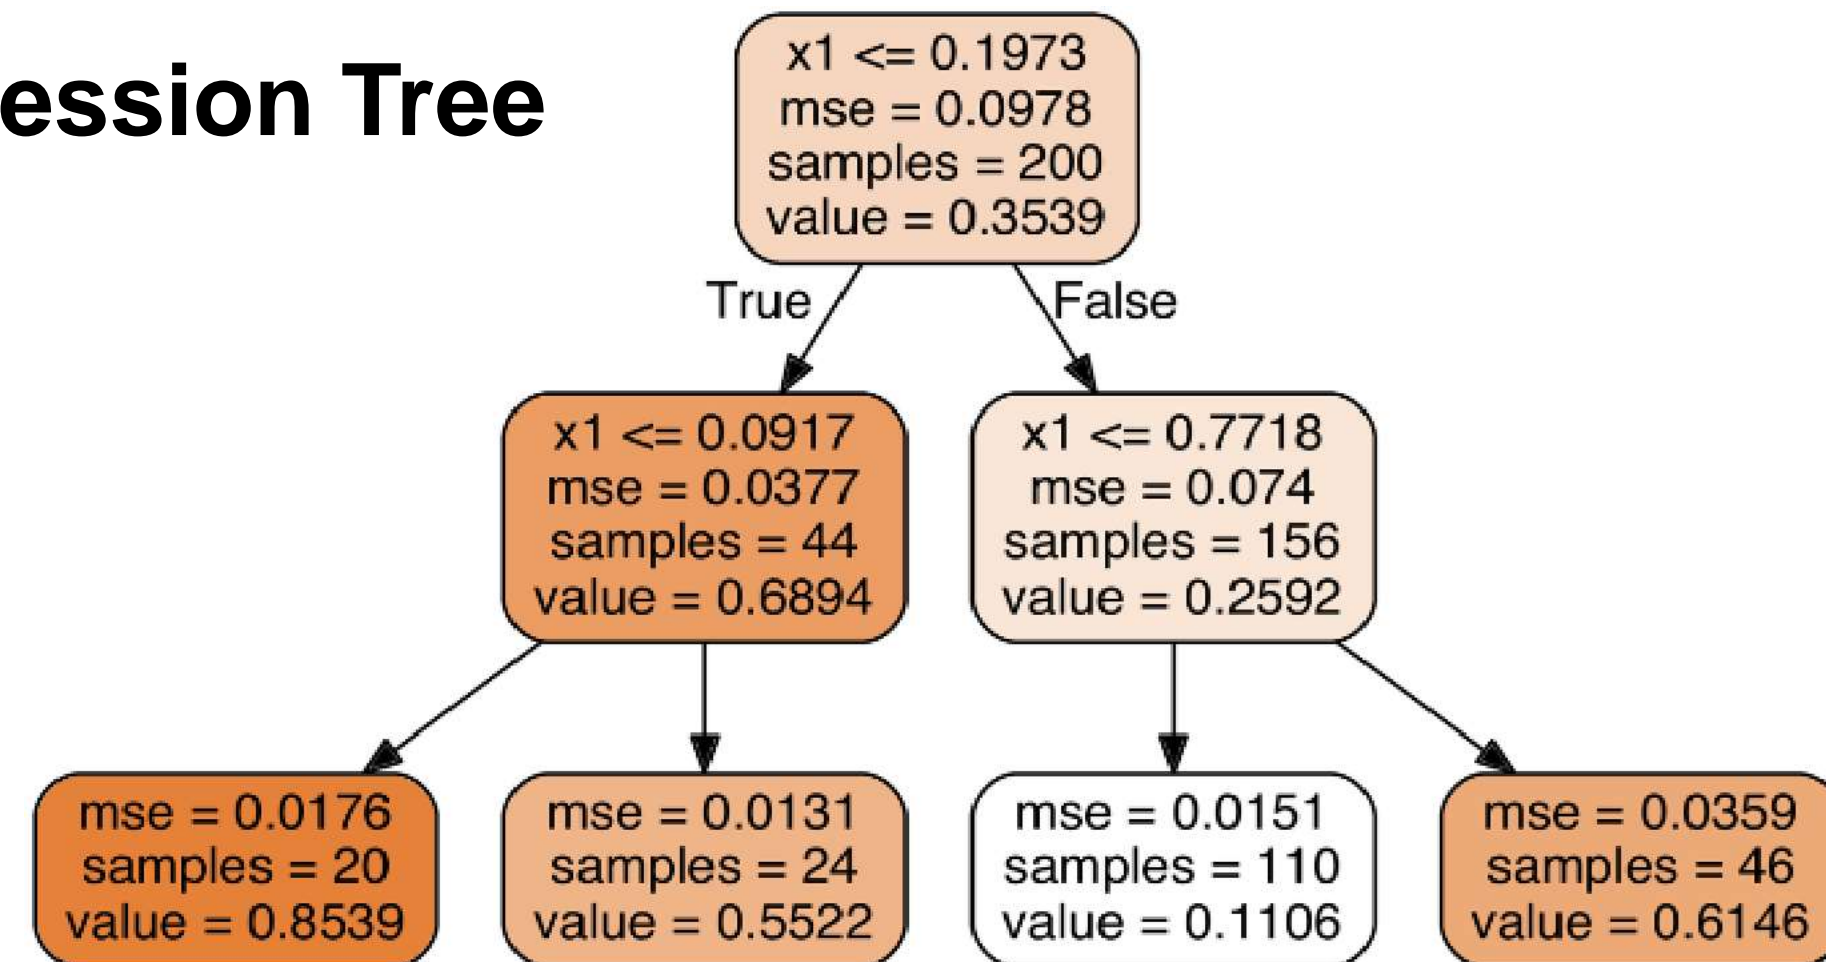 ession Tree
x1 <= 0.1973
mse = 0.0978
samples = 200
value = 0.3539
True
False
x1 <= 0.0917
mse = 0.0377
samples = 44
value = 0.6894
x1 <= 0.7718
mse = 0.074
samples = 156
value = 0.2592
mse = 0.0176
samples = 20
value = 0.8539
mse = 0.0131
samples = 24
value = 0.5522
mse = 0.0151
samples = 110
value = 0.1106
mse = 0.0359
samples = 46
value = 0.6146